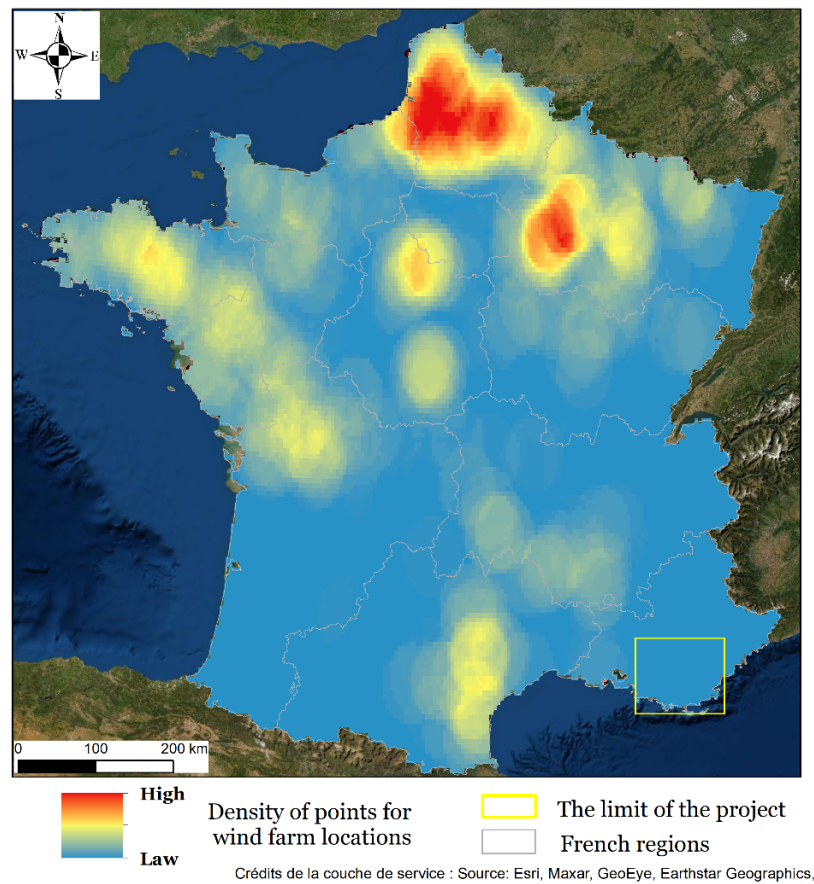 N
W E
S
0 100 200 km
High
Law
Density of points for
wind farm locations
The limit of the project
French regions
Crédits de la couche de service : Source: Esri, Maxar, GeoEye, Earthstar Geographics,